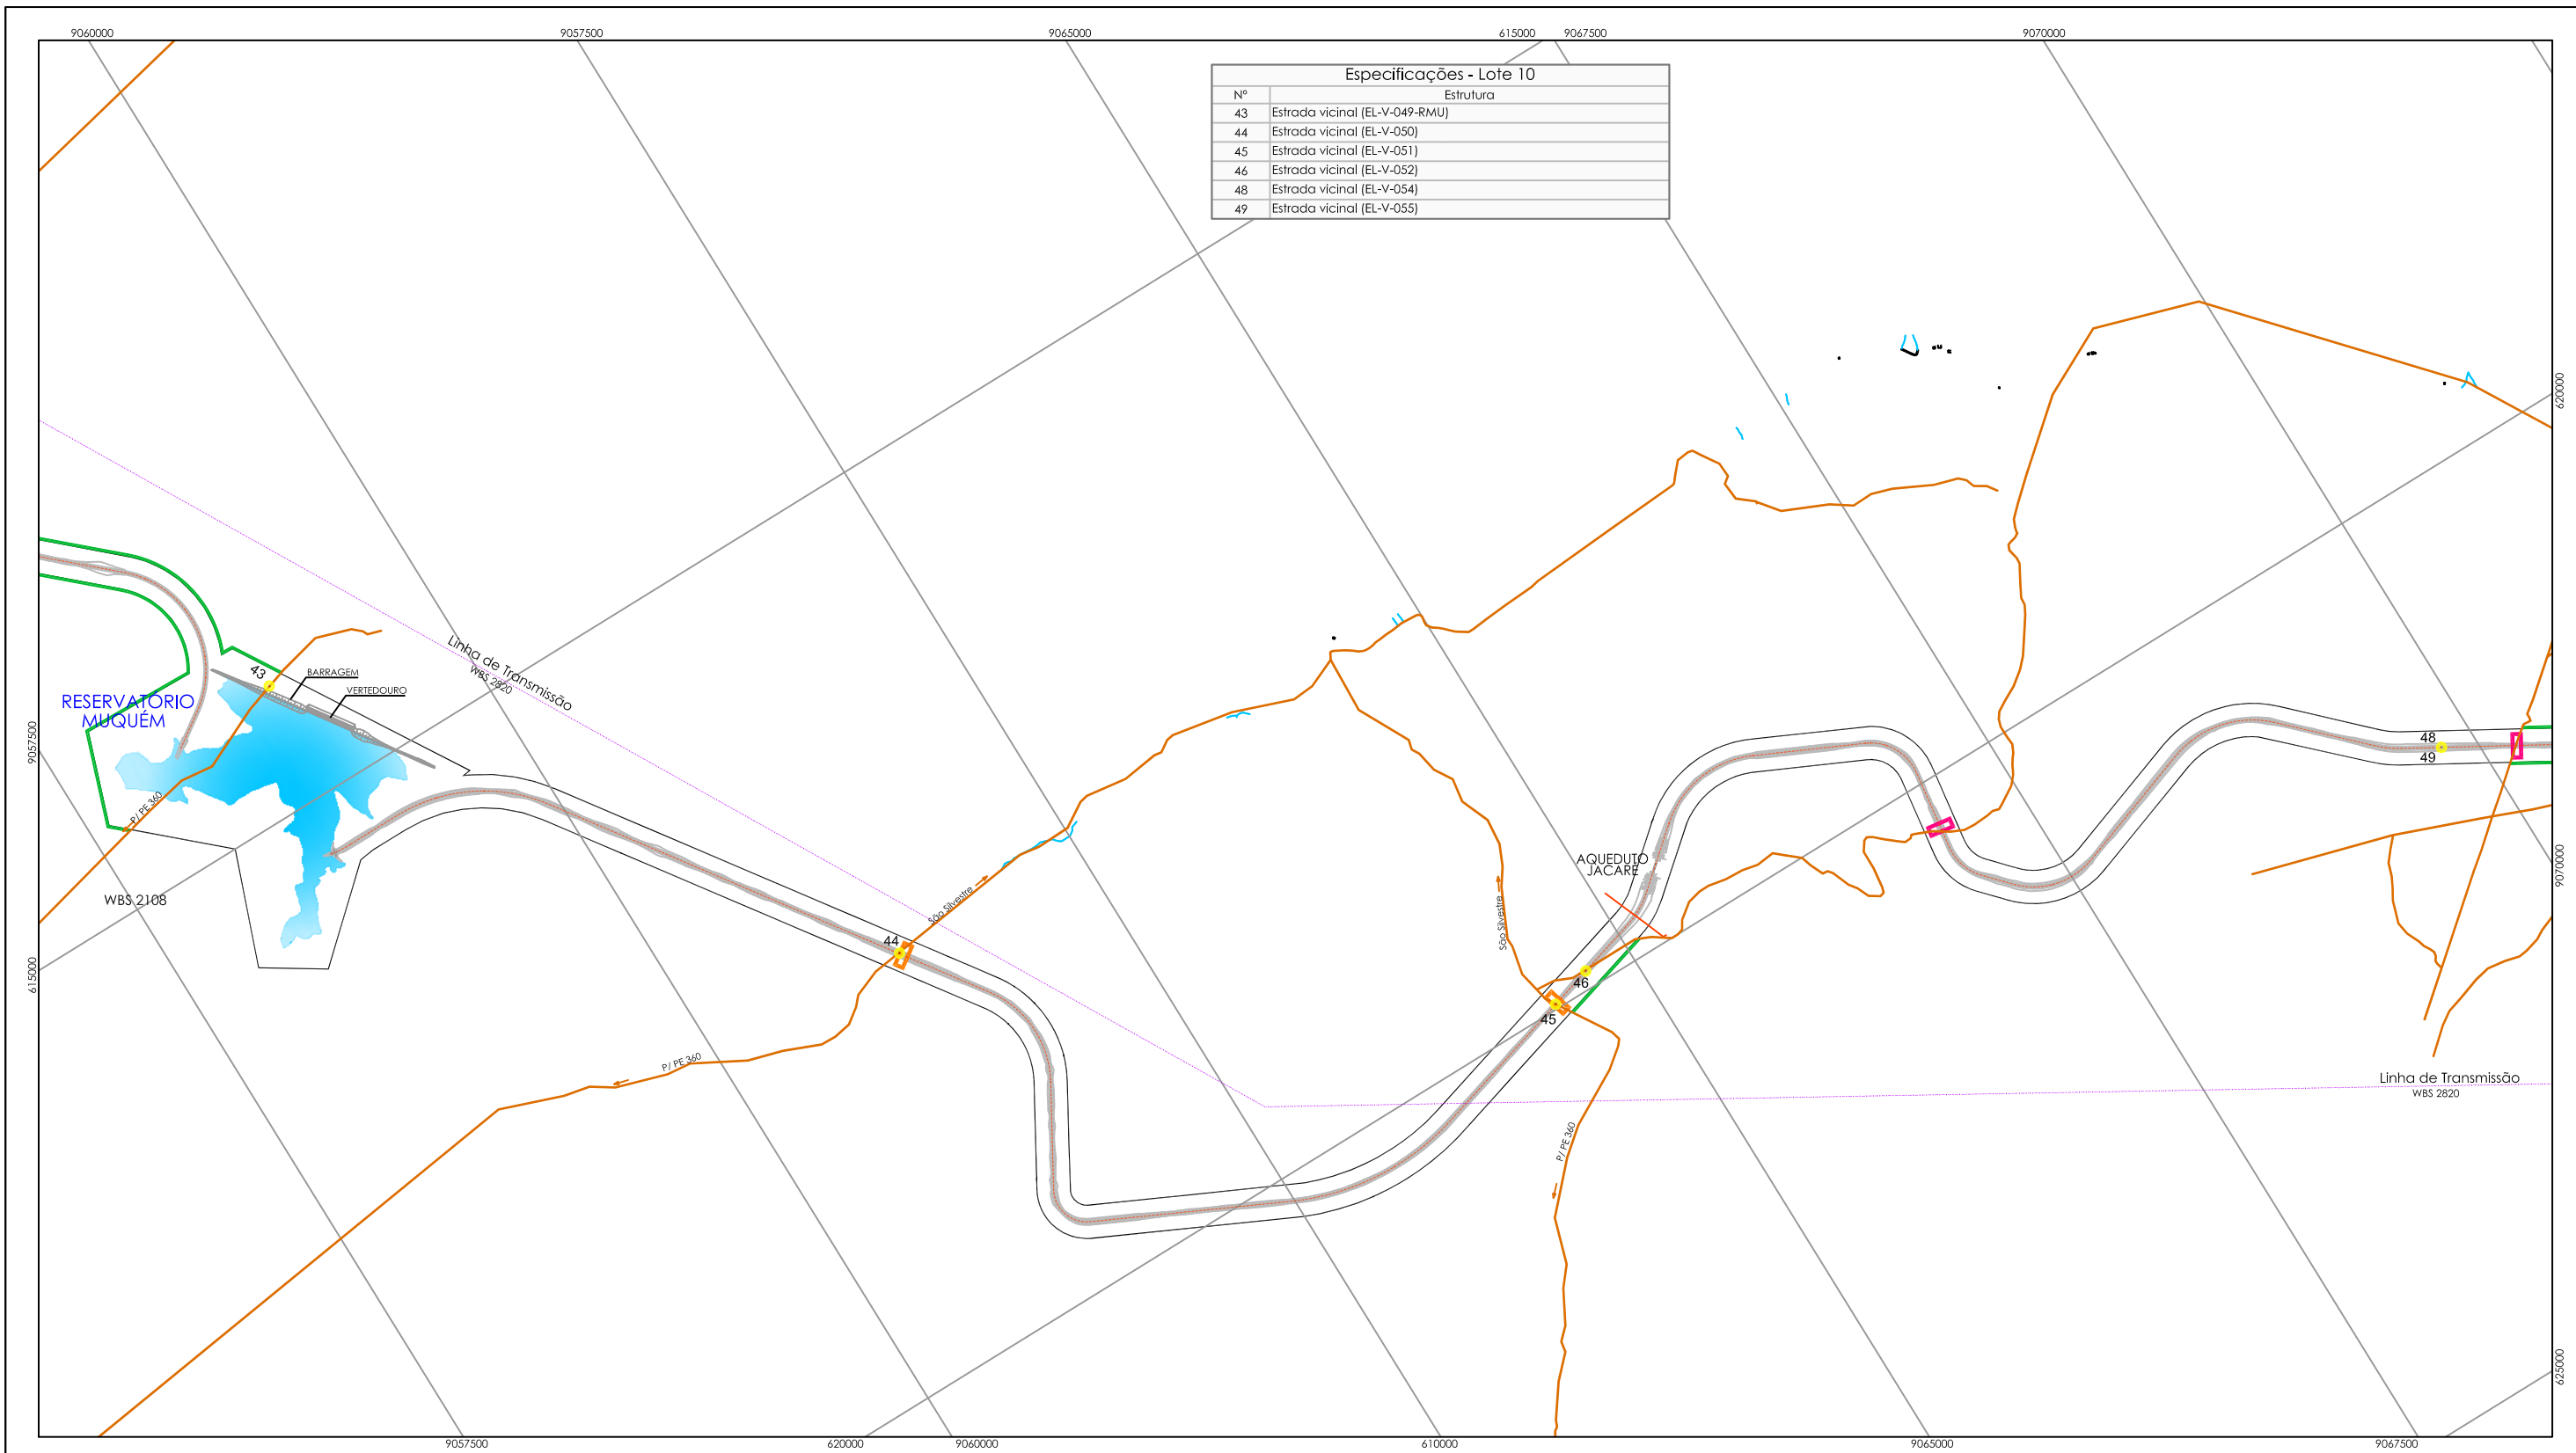 9060000
9057500
9065000
615000
9067500
9070000
Especificações - Lote 10
Nº
Estrutura
43
Estrada vicinal (EL-V-049-RMU)
44
Estrada vicinal (EL-V-050)
45
Estrada vicinal (EL-V-051)
46
Estrada vicinal (EL-V-052)
48
Estrada vicinal (EL-V-054)
49
Estrada vicinal (EL-V-055)
620000
Linha de Transmissão
WBS 2820
43
BARRAGEM
VERTEDOURO
RESERVATÓRIO
MUQUÉM
9057500
P/ PE 360
WBS 2108
615000
44
São Silvestre
P/ PE 360
São Silvestre
AQUEDUTO
JACARÉ
46
45
P/ PE 360
48
49
9070000
Linha de Transmissão
WBS 2820
625000
9057500
620000
9060000
610000
9065000
9067500